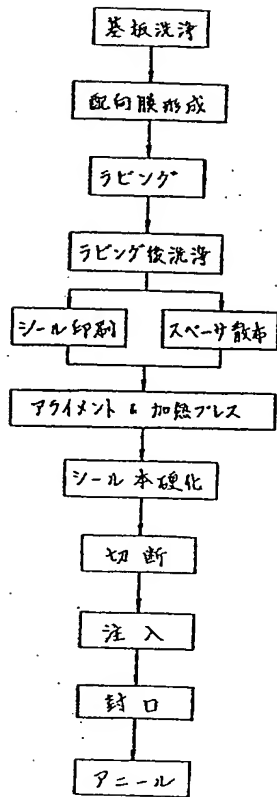 基板洗浄
配向膜形成
ラビング
ラビング後洗浄
シール印刷
スペーサ散布
アライメント & 加熱プレス
シール本硬化
切断
注入
封口
アニール